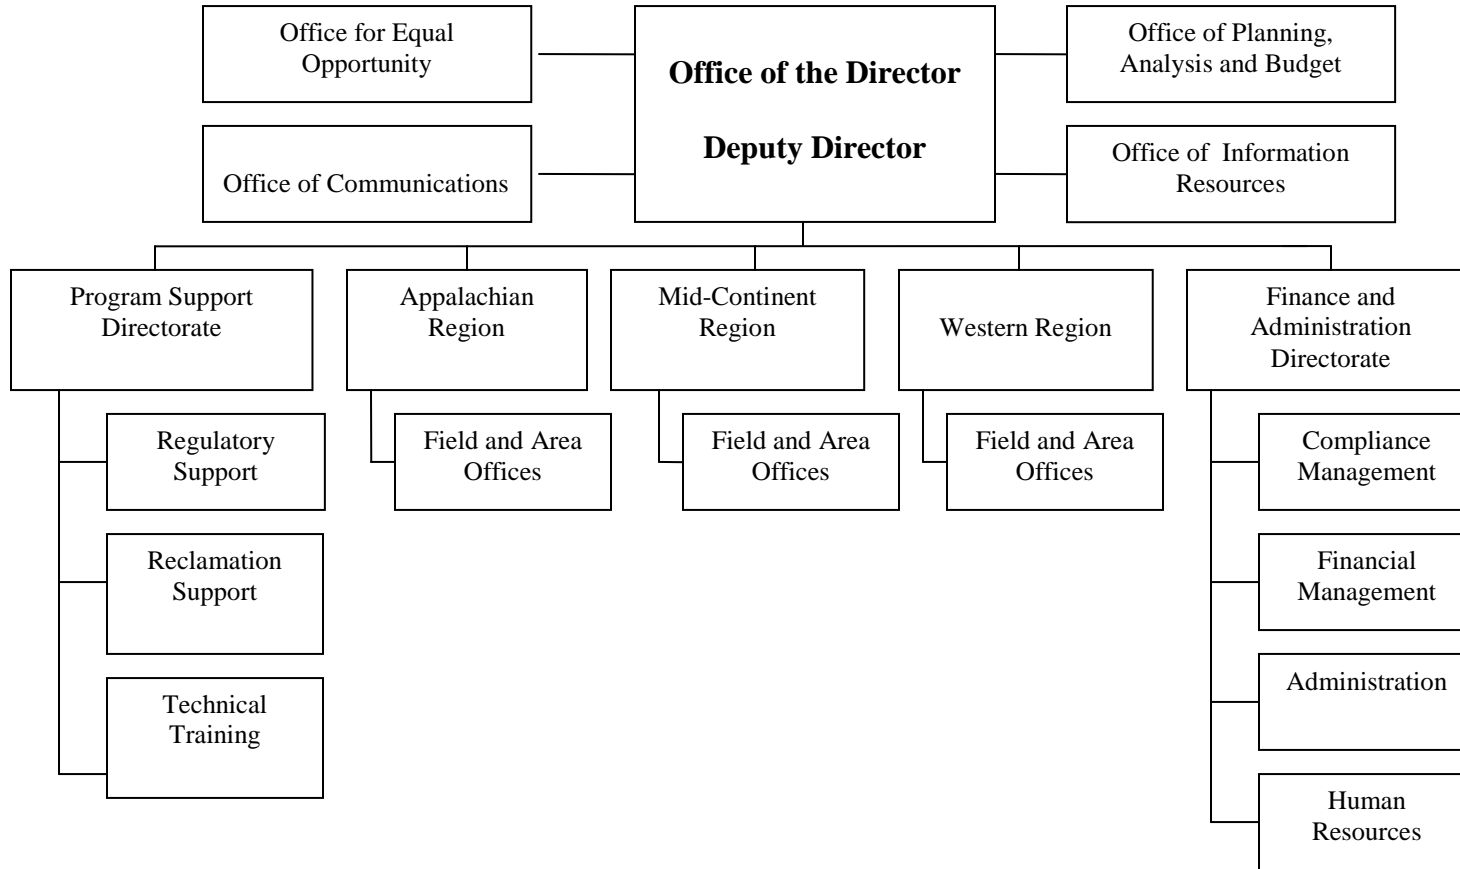 Office for Equal
Opportunity
Office of the Director
Deputy Director
Office of Planning,
Analysis and Budget
Office of Communications
Office of  Information
Resources
Program Support
Directorate
Appalachian
Region
Mid-Continent
Region
Western Region
Finance and
Administration
Directorate
Regulatory
Support
Reclamation
Support
Technical
Training
Field and Area
Offices
Field and Area
Offices
Field and Area
Offices
Compliance
Management
Financial
Management
Administration
Human
Resources